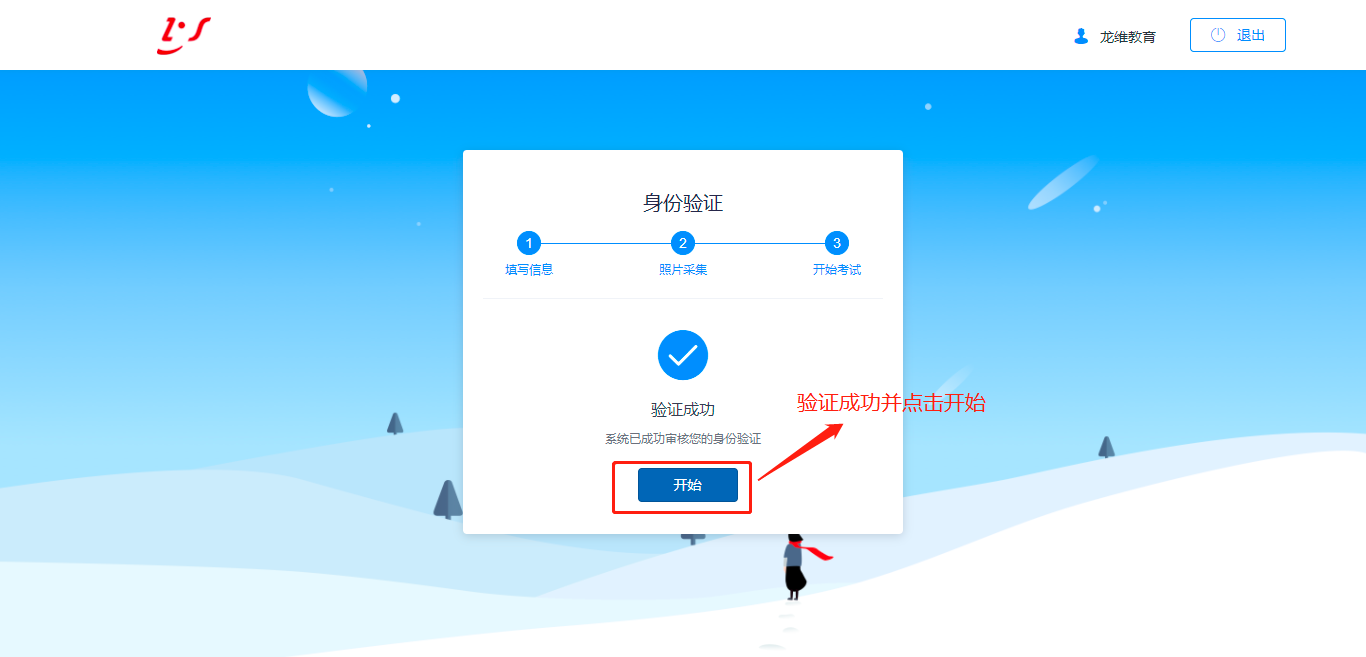 龙维教育
退出
身份验证
1 2 3
填写信息 照片采集 开始考试
验证成功
系统已成功审核您的身份验证
验证成功并点击开始
开始